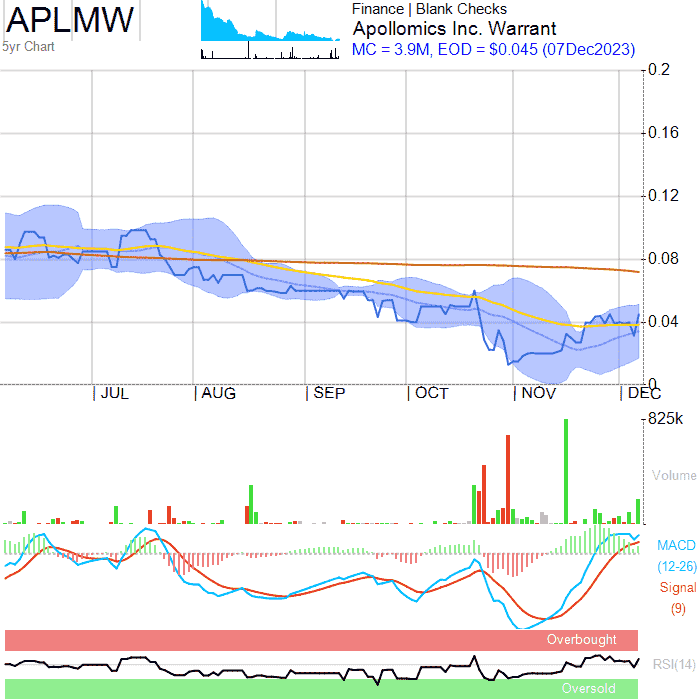 APLMW
5yr Chart
Finance | Blank Checks
Apollomics Inc. Warrant
MC = 3.9M, EOD = $0.045 (07Dec2023)
0.2
0.16
0.12
0.08
0.04
0
JUL AUG SEP OCT NOV DEC
825k
Volume
MACD
(12-26)
Signal
(9)
Overbought
RSI(14)
Oversold